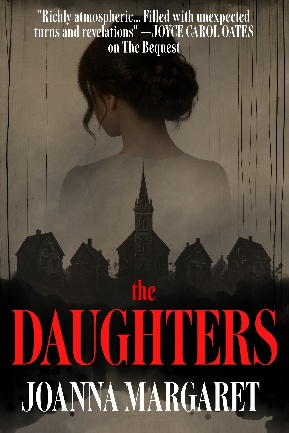 "Richly atmospheric... Filled with unexpected
turns and revelations" —JOYCE CAROL OATES
on The Bequest
the
DAUGHTERS
JOANNA MARGARET